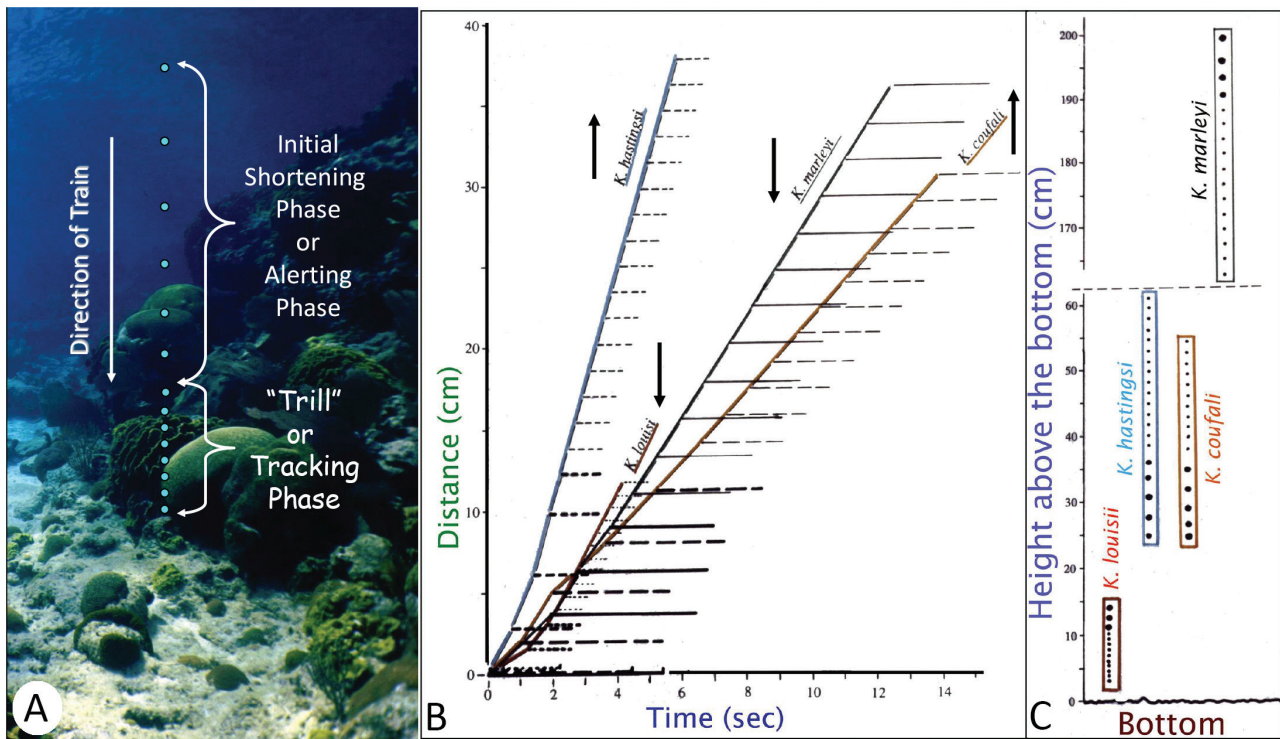 Direction of Train
Initial
Shortening
Phase
or
Alerting
Phase
"Trill"
or
Tracking
Phase
A
40
30
20
10
0
Distance (cm)
K. hastingsi
K. louisi
K. marleyi
K. coufali
0
2
4
6
8
10
12
14
Time (sec)
B
200
190
180
170
60
50
40
30
20
10
0
Height above the bottom (cm)
K. louisii
K. hastingsi
K. coufali
K. marleyi
C
Bottom